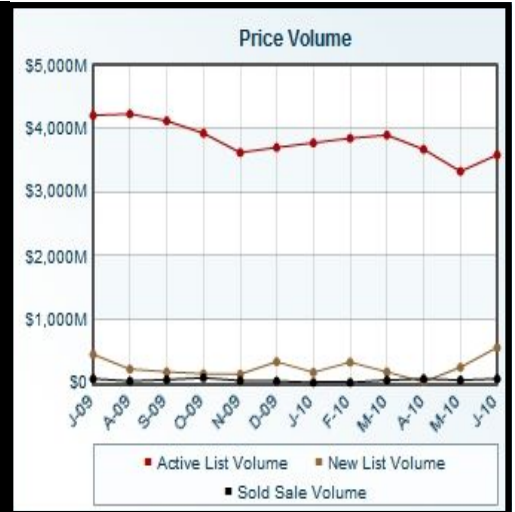 Price Volume
$5,000M
$4,000M
$3,000M
$2,000M
$1,000M
$0
J-09 A-09 S-09 O-09 N-09 D-09 J-10 F-10 M-10 A-10 M-10 J-10
Active List Volume New List Volume
Sold Sale Volume